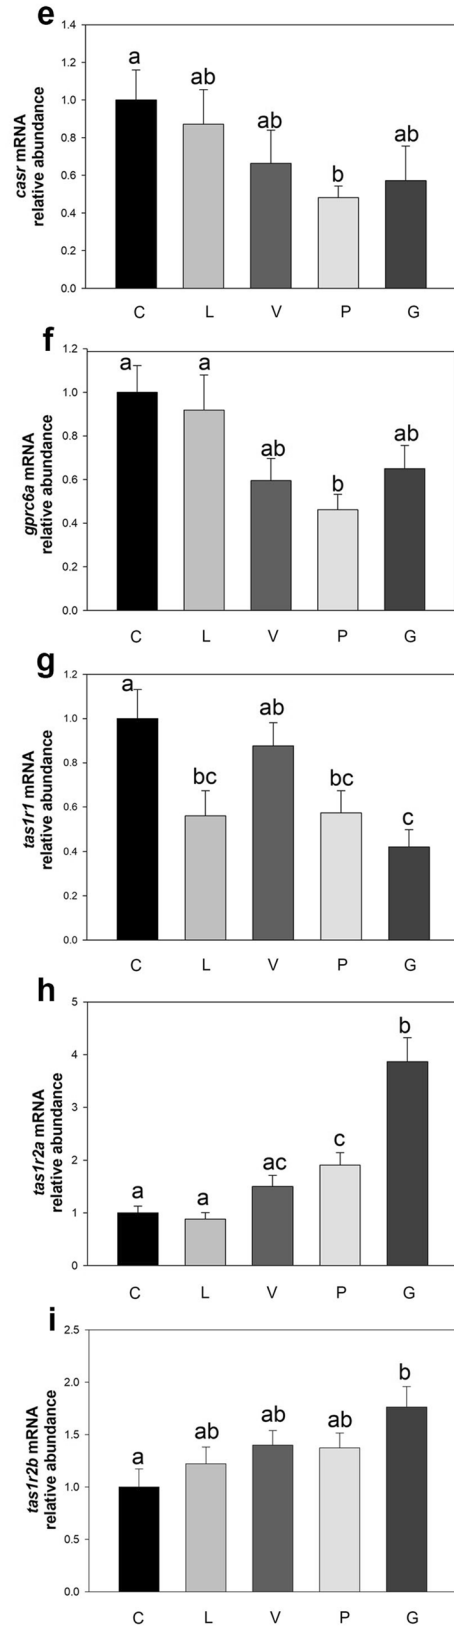 e
casr mRNA
relative abundance
1.4
1.2
1.0
0.8
0.6
0.4
0.2
0.0
a
ab
ab
b
ab
C L V P G
f
gprc6a mRNA
relative abundance
1.2
1.0
0.8
0.6
0.4
0.2
0.0
a
a
ab
b
ab
C L V P G
g
tas1r1 mRNA
relative abundance
1.2
1.0
0.8
0.6
0.4
0.2
0.0
a
bc
ab
bc
c
C L V P G
h
tas1r2a mRNA
relative abundance
5
4
3
2
1
0
a
a
ac
c
b
C L V P G
i
tas1r2b mRNA
relative abundance
2.5
2.0
1.5
1.0
0.5
0.0
a
ab
ab
ab
b
C L V P G